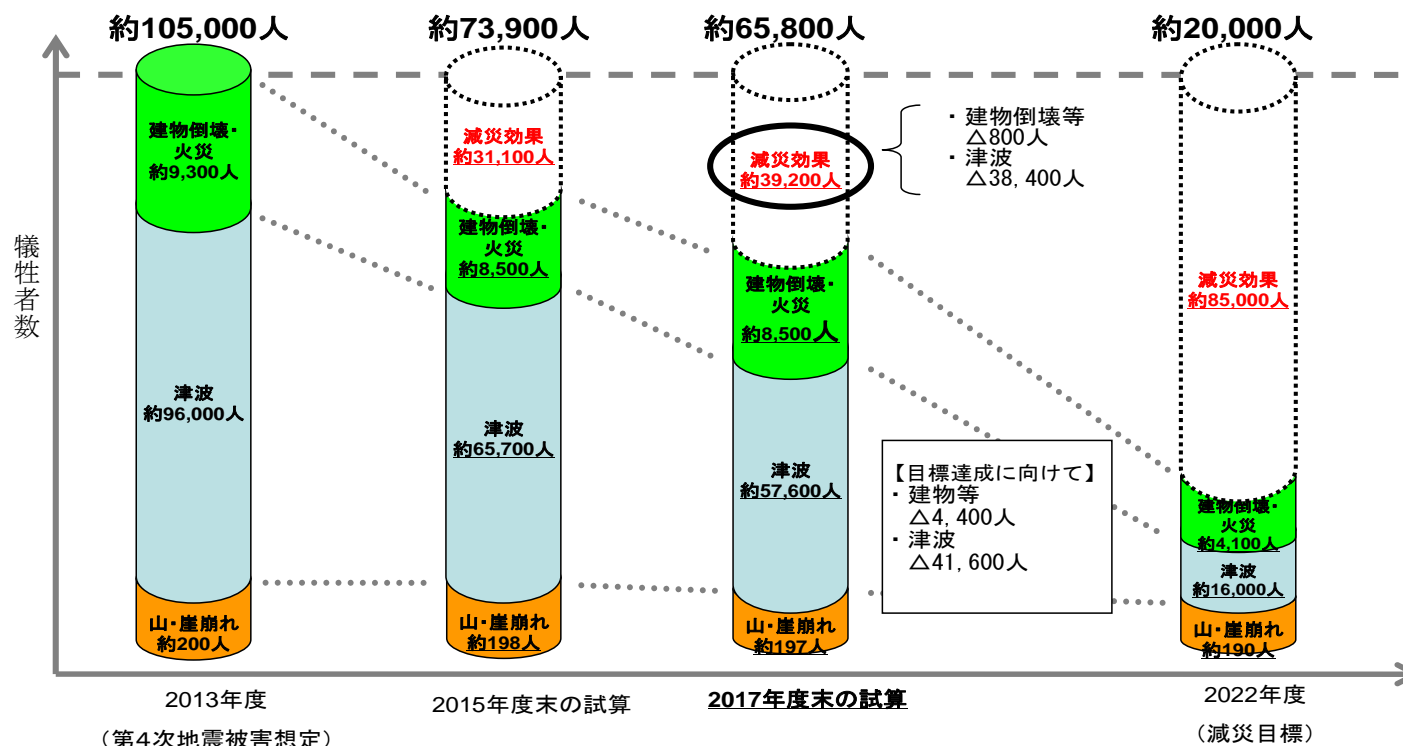 約105,000人
約73,900人
約65,800人
約20,000人
犠牲者数
建物倒壊・
火災
約9,300人
津波
約96,000人
山・崖崩れ
約200人
減災効果
約31,100人
建物倒壊・
火災
約8,500人
津波
約65,700人
山・崖崩れ
約198人
減災効果
約39,200人
・建物倒壊等
△800人
・津波
△38,400人
建物倒壊・
火災
約8,500人
津波
約57,600人
山・崖崩れ
約197人
【目標達成に向けて】
・建物等
△4,400人
・津波
△41,600人
減災効果
約85,000人
建物倒壊・
火災
約4,100人
津波
約16,000人
山・崖崩れ
約190人
2013年度
(第4次地震被害想定)
2015年度末の試算
2017年度末の試算
2022年度
(減災目標)